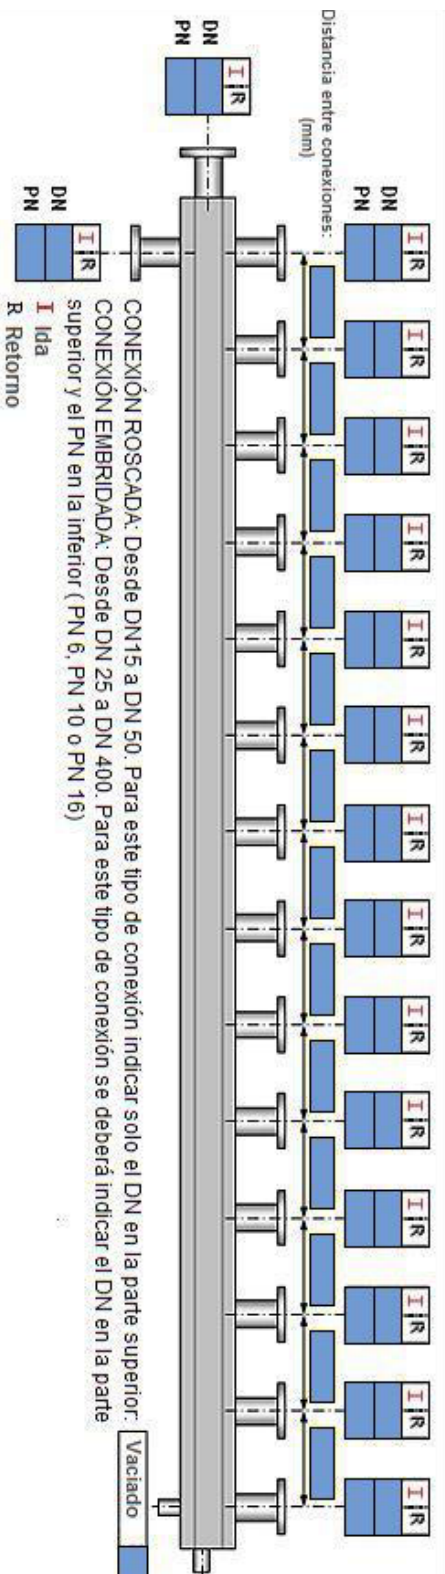 I R I R I R I R I R I R I R I R I R I R I R I R I R I R
DN
PN
Distancia entre conexiones:
(mm)
I R
DN
PN
Vaciado
CONEXIÓN ROSCADA: Desde DN15 a DN 50. Para este tipo de conexión indicar solo el DN en la parte superior.
CONEXIÓN EMBRIDADA: Desde DN 25 a DN 400. Para este tipo de conexión se deberá indicar el DN en la parte
superior y el PN en la inferior ( PN 6, PN 10 o PN 16)
I R
DN
PN
I Ida
R Retorno